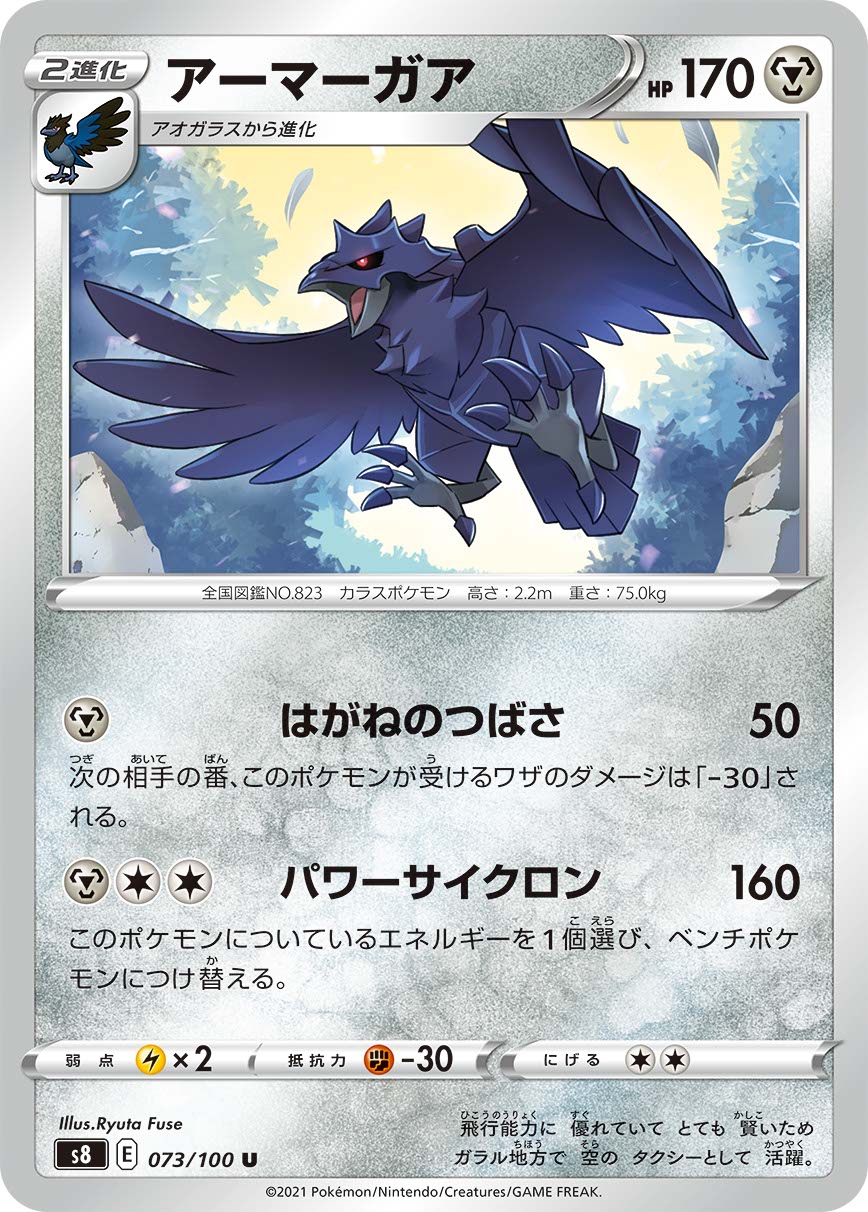 2進化
アーマーガア
HP 170
アオガラスから進化
全国図鑑NO.823 カラスポケモン 高さ:2.2m 重さ:75.0kg
はがねのつばさ 50
次の相手の番、このポケモンが受けるワザのダメージは「-30」さ
れる。
パワーサイクロン 160
このポケモンについているエネルギーを1個選び、ベンチポケ
モンにつけ替える。
弱点 ×2 抵抗力 -30 にげる
Illus.Ryuta Fuse
飛行能力に 優れていて とても 賢いため
ガラル地方で 空の タクシーとして 活躍。
s8 E 073/100 U
©2021 Pokémon/Nintendo/Creatures/GAME FREAK.